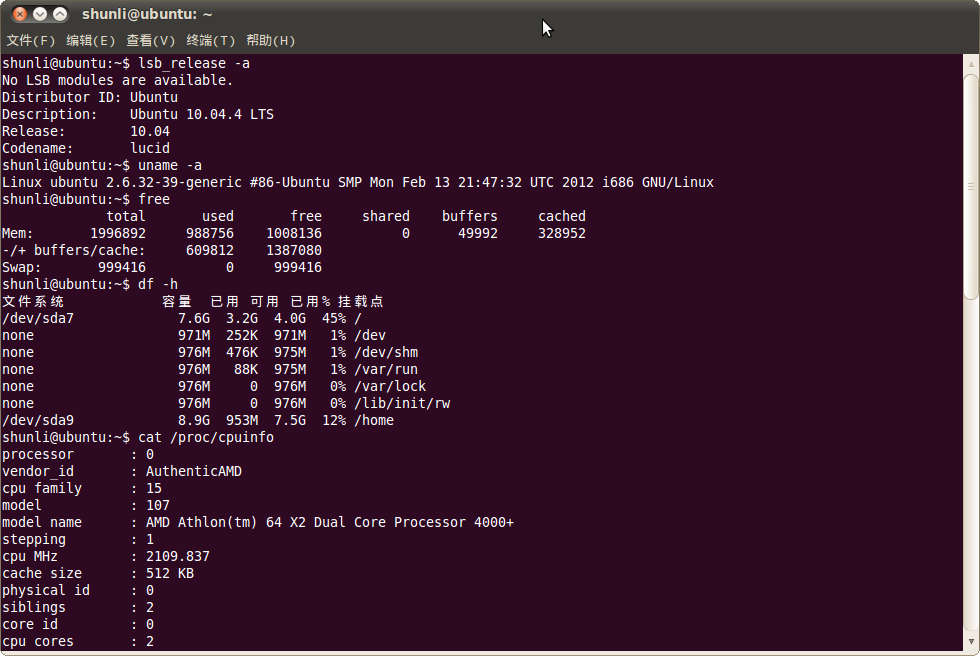 shunli@ubuntu: ~
文件(F) 编辑(E) 查看(V) 终端(T) 帮助(H)
shunli@ubuntu:~$ lsb_release -a
No LSB modules are available.
Distributor ID: Ubuntu
Description:    Ubuntu 10.04.4 LTS
Release:        10.04
Codename:       lucid
shunli@ubuntu:~$ uname -a
Linux ubuntu 2.6.32-39-generic #86-Ubuntu SMP Mon Feb 13 21:47:32 UTC 2012 i686 GNU/Linux
shunli@ubuntu:~$ free
             total       used       free     shared    buffers     cached
Mem:       1996892     988756    1008136          0      49992     328952
-/+ buffers/cache:     609812    1387080
Swap:       999416          0     999416
shunli@ubuntu:~$ df -h
文件系统            容量  已用 可用 已用% 挂载点
/dev/sda7             7.6G  3.2G  4.0G  45% /
none                  971M  252K  971M   1% /dev
none                  976M  476K  975M   1% /dev/shm
none                  976M   88K  975M   1% /var/run
none                  976M     0  976M   0% /var/lock
none                  976M     0  976M   0% /lib/init/rw
/dev/sda9             8.9G  953M  7.5G  12% /home
shunli@ubuntu:~$ cat /proc/cpuinfo
processor       : 0
vendor_id       : AuthenticAMD
cpu family      : 15
model           : 107
model name      : AMD Athlon(tm) 64 X2 Dual Core Processor 4000+
stepping        : 1
cpu MHz         : 2109.837
cache size      : 512 KB
physical id     : 0
siblings        : 2
core id         : 0
cpu cores       : 2